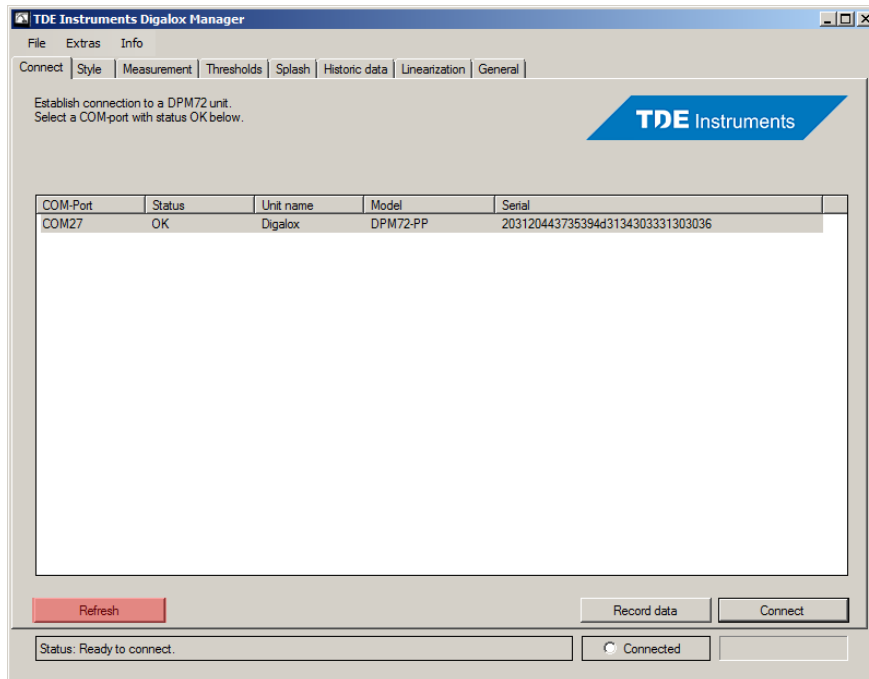 TDE Instruments Digalox Manager
File Extras Info
Connect Style Measurement Thresholds Splash Historic data Linearization General
Establish connection to a DPM72 unit.
Select a COM-port with status OK below.
TDE Instruments
COM-Port Status Unit name Model Serial
COM27 OK Digalox DPM72-PP 203120443735394d3134303331303036
Refresh Record data Connect
Status: Ready to connect. Connected